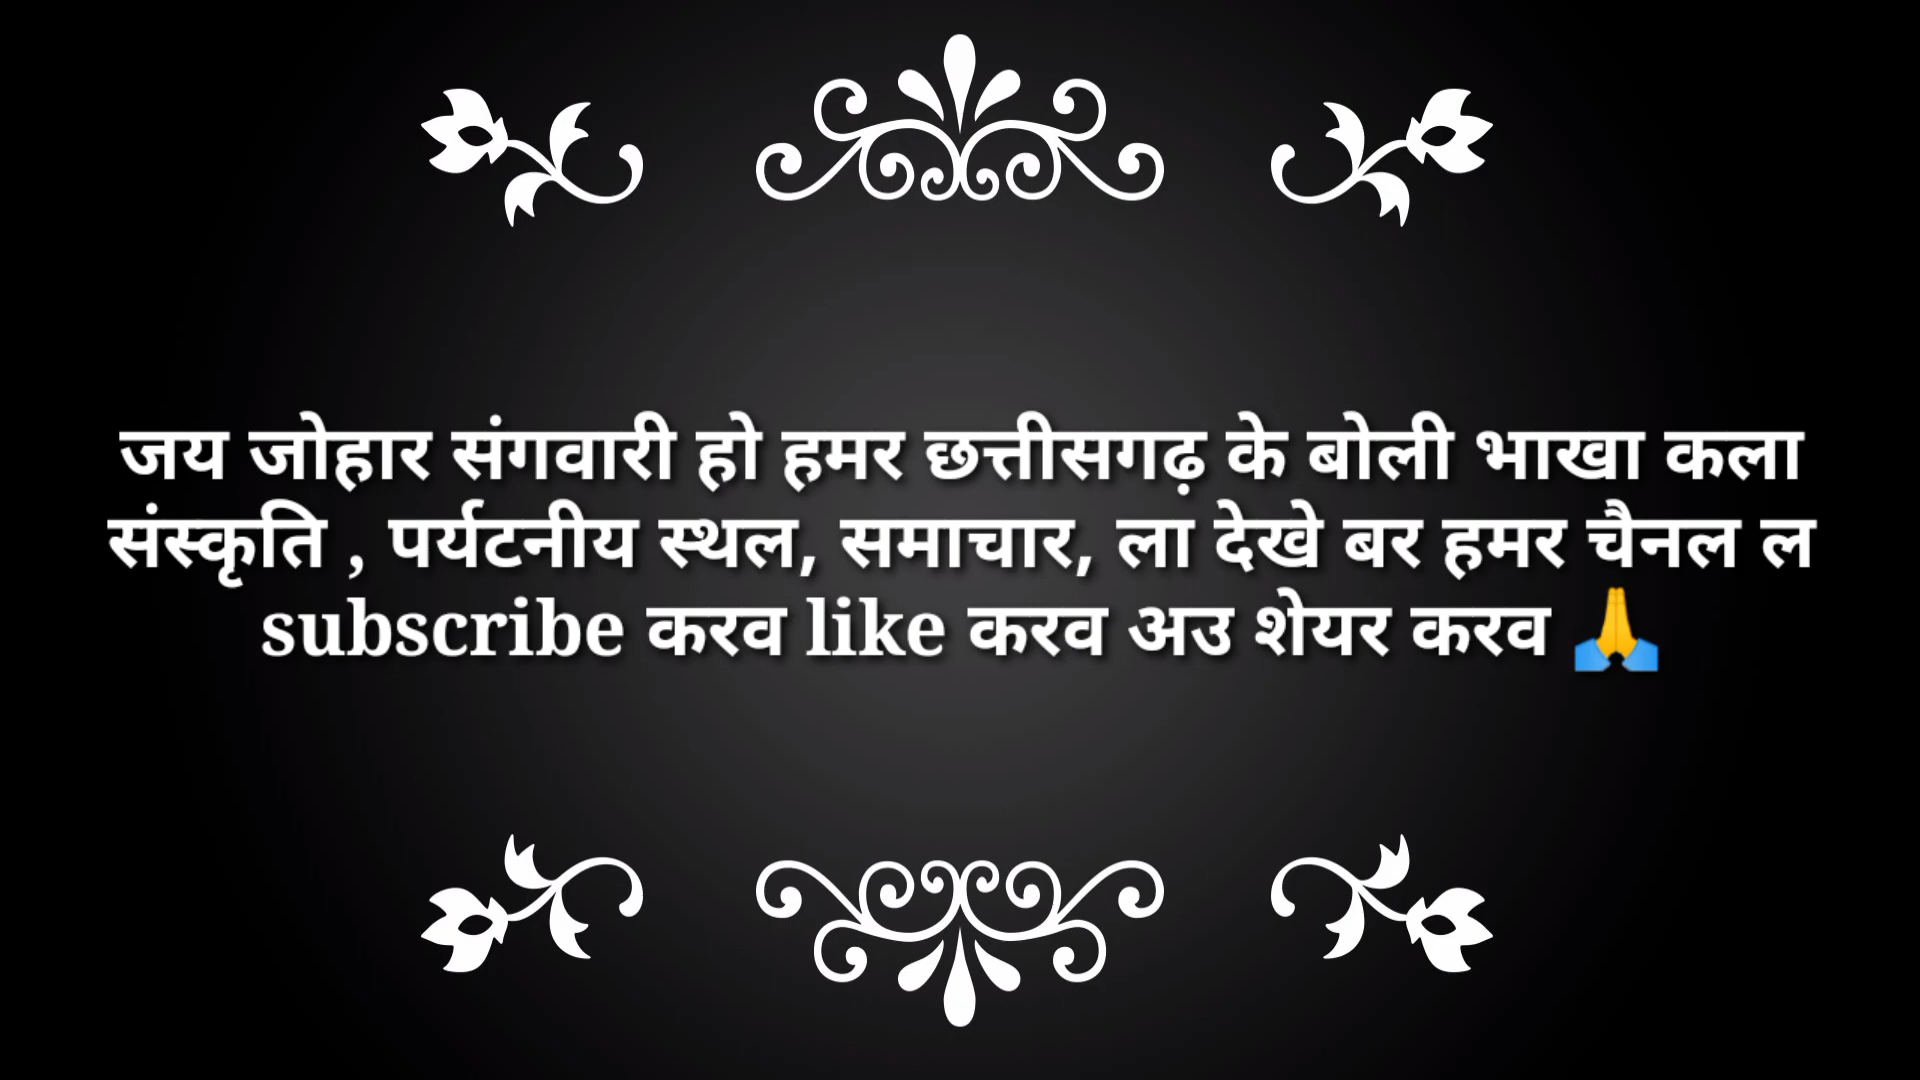 जय जोहार संगवारी हो हमर छत्तीसगढ़ के बोली भाखा कला
संस्कृति , पर्यटनीय स्थल, समाचार, ला देखे बर हमर चैनल ल
subscribe करव like करव अउ शेयर करव 🙏